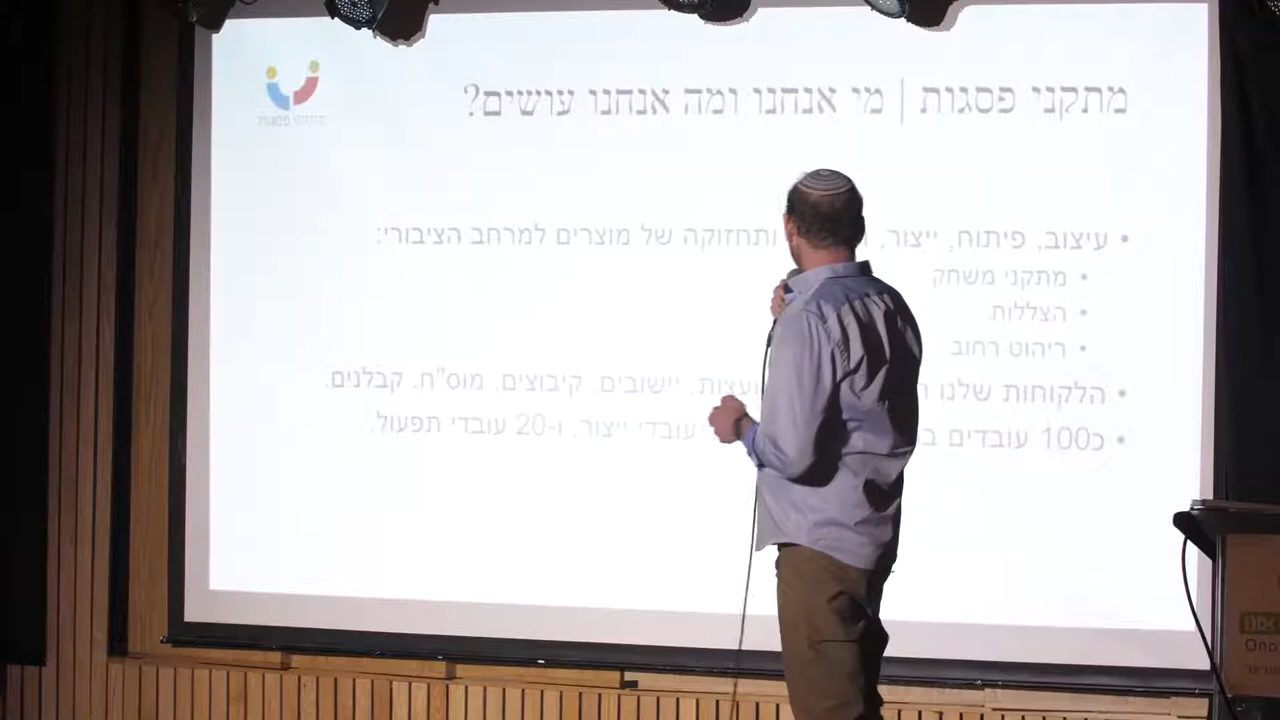 מתקני פסגות | מי אנחנו ומה אנחנו עושים?
מתקני פסגות
• עיצוב, פיתוח, ייצור, ותחזוקה של מוצרים למרחב הציבורי:
• מתקני משחק
• הצללות
• ריהוט רחוב
• הלקוחות שלנו יישובים, קיבוצים, מוס"ח. קבלנים.
• כ100 עובדים עובדי ייצור, ו-20 עובדי תפעול.
Ono